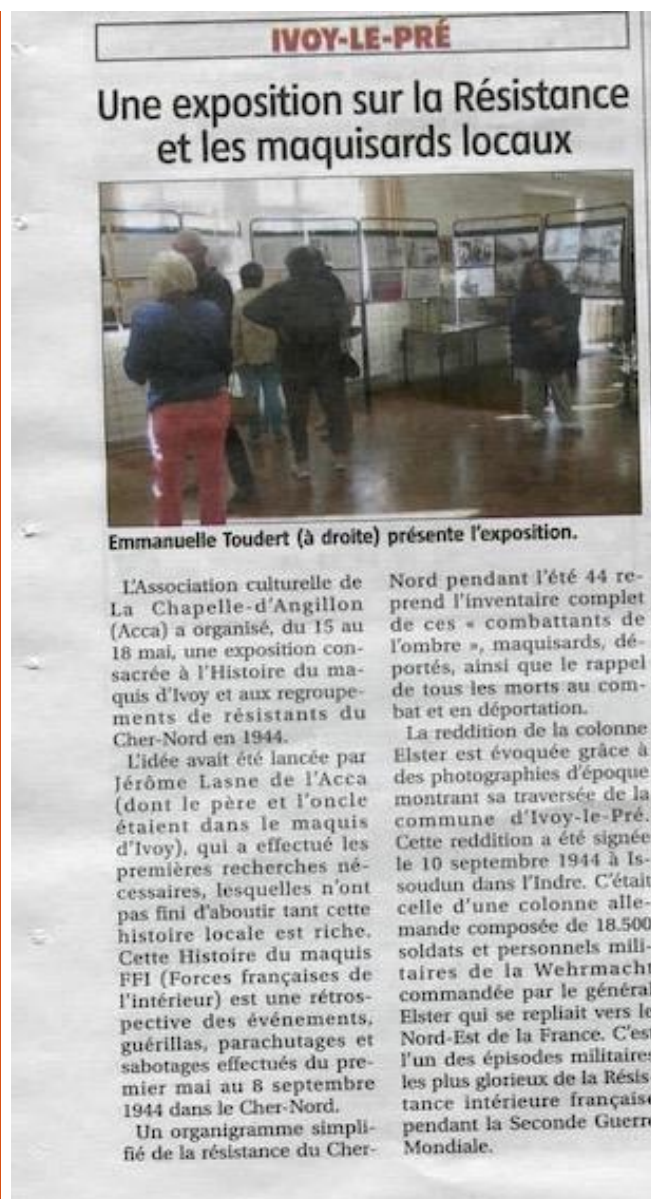 IVOY-LE-PRÉ
Une exposition sur la Résistance
et les maquisards locaux
Emmanuelle Toudert (à droite) présente l'exposition.
L'Association culturelle de
La Chapelle-d'Angillon
(Acca) a organisé, du 15 au
18 mai, une exposition con-
sacrée à l'Histoire du ma-
quis d'Ivoy et aux regroupe-
ments de résistants du
Cher-Nord en 1944.
L'idée avait été lancée par
Jérôme Lasne de l'Acca
(dont le père et l'oncle
étaient dans le maquis
d'Ivoy), qui a effectué les
premières recherches né-
cessaires, lesquelles n'ont
pas fini d'aboutir tant cette
histoire locale est riche.
Cette Histoire du maquis
FFI (Forces françaises de
l'intérieur) est une rétros-
pective des événements,
guérillas, parachutages et
sabotages effectués du pre-
mier mai au 8 septembre
1944 dans le Cher-Nord.
Un organigramme simpli-
fié de la résistance du Cher-
Nord pendant l'été 44 re-
prend l'inventaire complet
de ces « combattants de
l'ombre », maquisards, dé-
portés, ainsi que le rappel
de tous les morts au com-
bat et en déportation.
La reddition de la colonne
Elster est évoquée grâce à
des photographies d'époque
montrant sa traversée de la
commune d'Ivoy-le-Pré.
Cette reddition a été signée
le 10 septembre 1944 à Is-
soudun dans l'Indre. C'était
celle d'une colonne alle-
mande composée de 18.500
soldats et personnels mili-
taires de la Wehrmacht
commandée par le général
Elster qui se repliait vers le
Nord-Est de la France. C'est
l'un des épisodes militaires
les plus glorieux de la Résis-
tance intérieure française
pendant la Seconde Guerre
Mondiale.